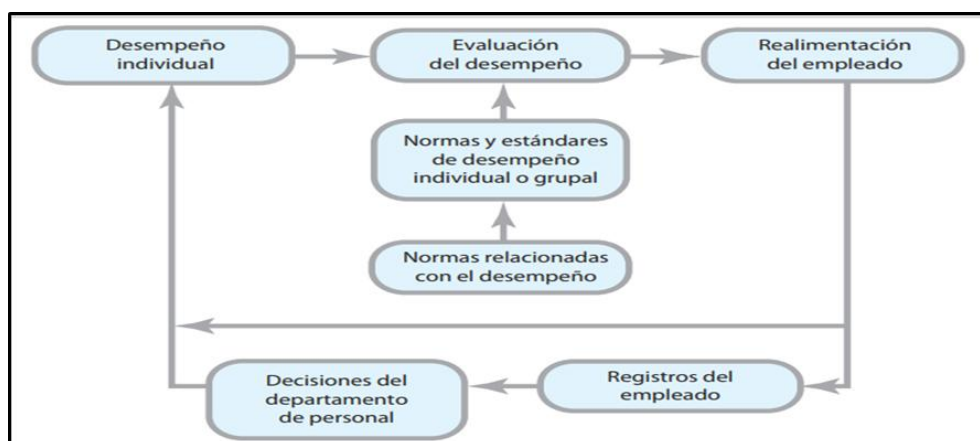 Desempeño
individual
Evaluación
del desempeño
Realimentación
del empleado
Normas y estándares
de desempeño
individual o grupal
Normas relacionadas
con el desempeño
Decisiones del
departamento
de personal
Registros del
empleado